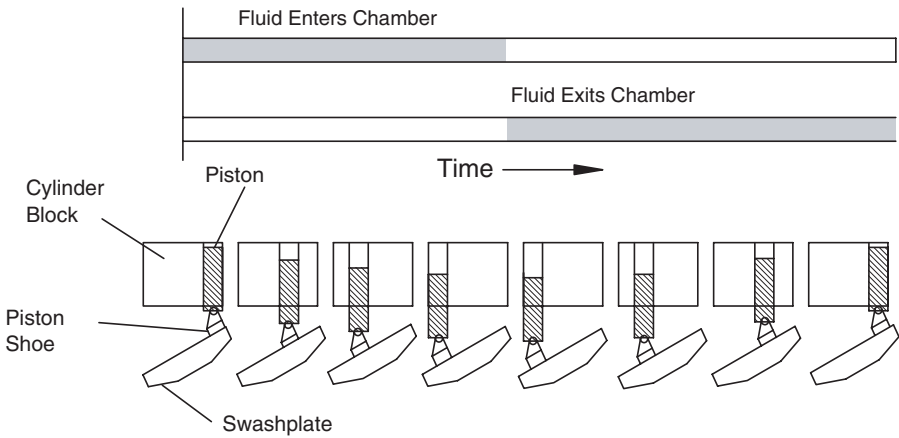 Fluid Enters Chamber
Fluid Exits Chamber
Time
Piston
Cylinder
Block
Piston
Shoe
Swashplate